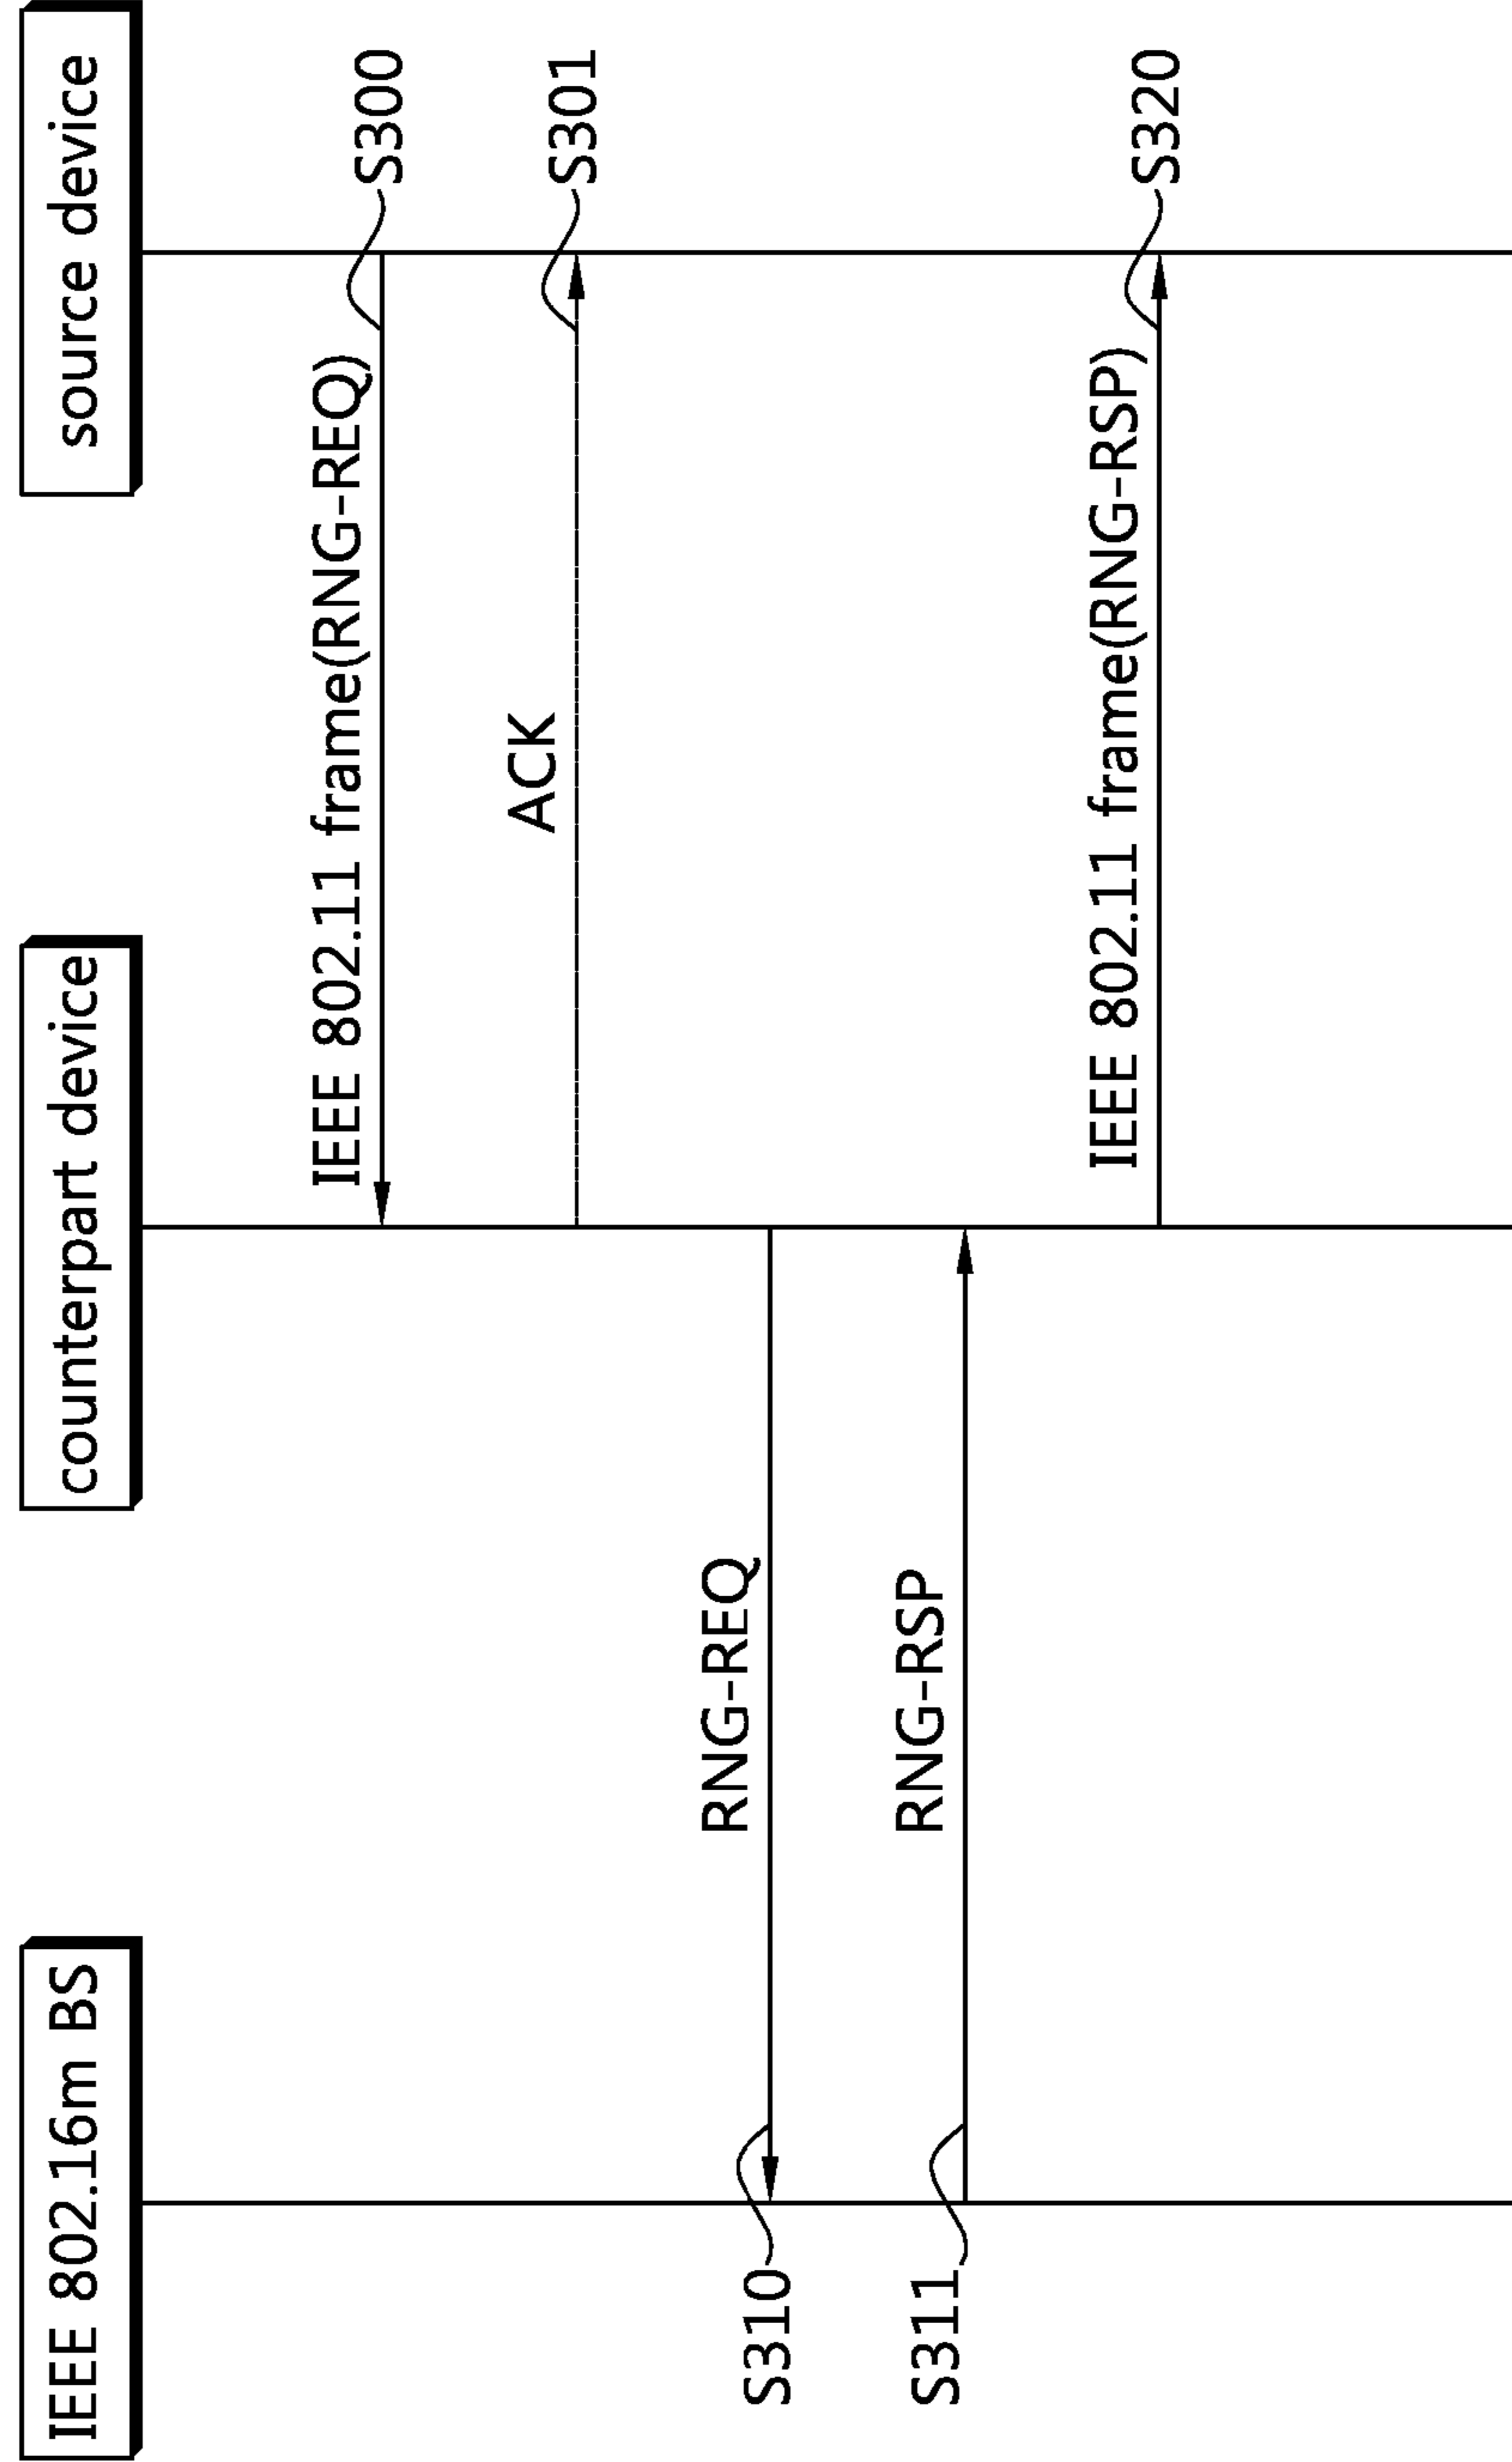 IEEE 802.16m BS
counterpart device
source device
IEEE 802.11 frame(RNG-REQ)
S300
ACK
S301
RNG-REQ
S310
RNG-RSP
S311
IEEE 802.11 frame(RNG-RSP)
S320